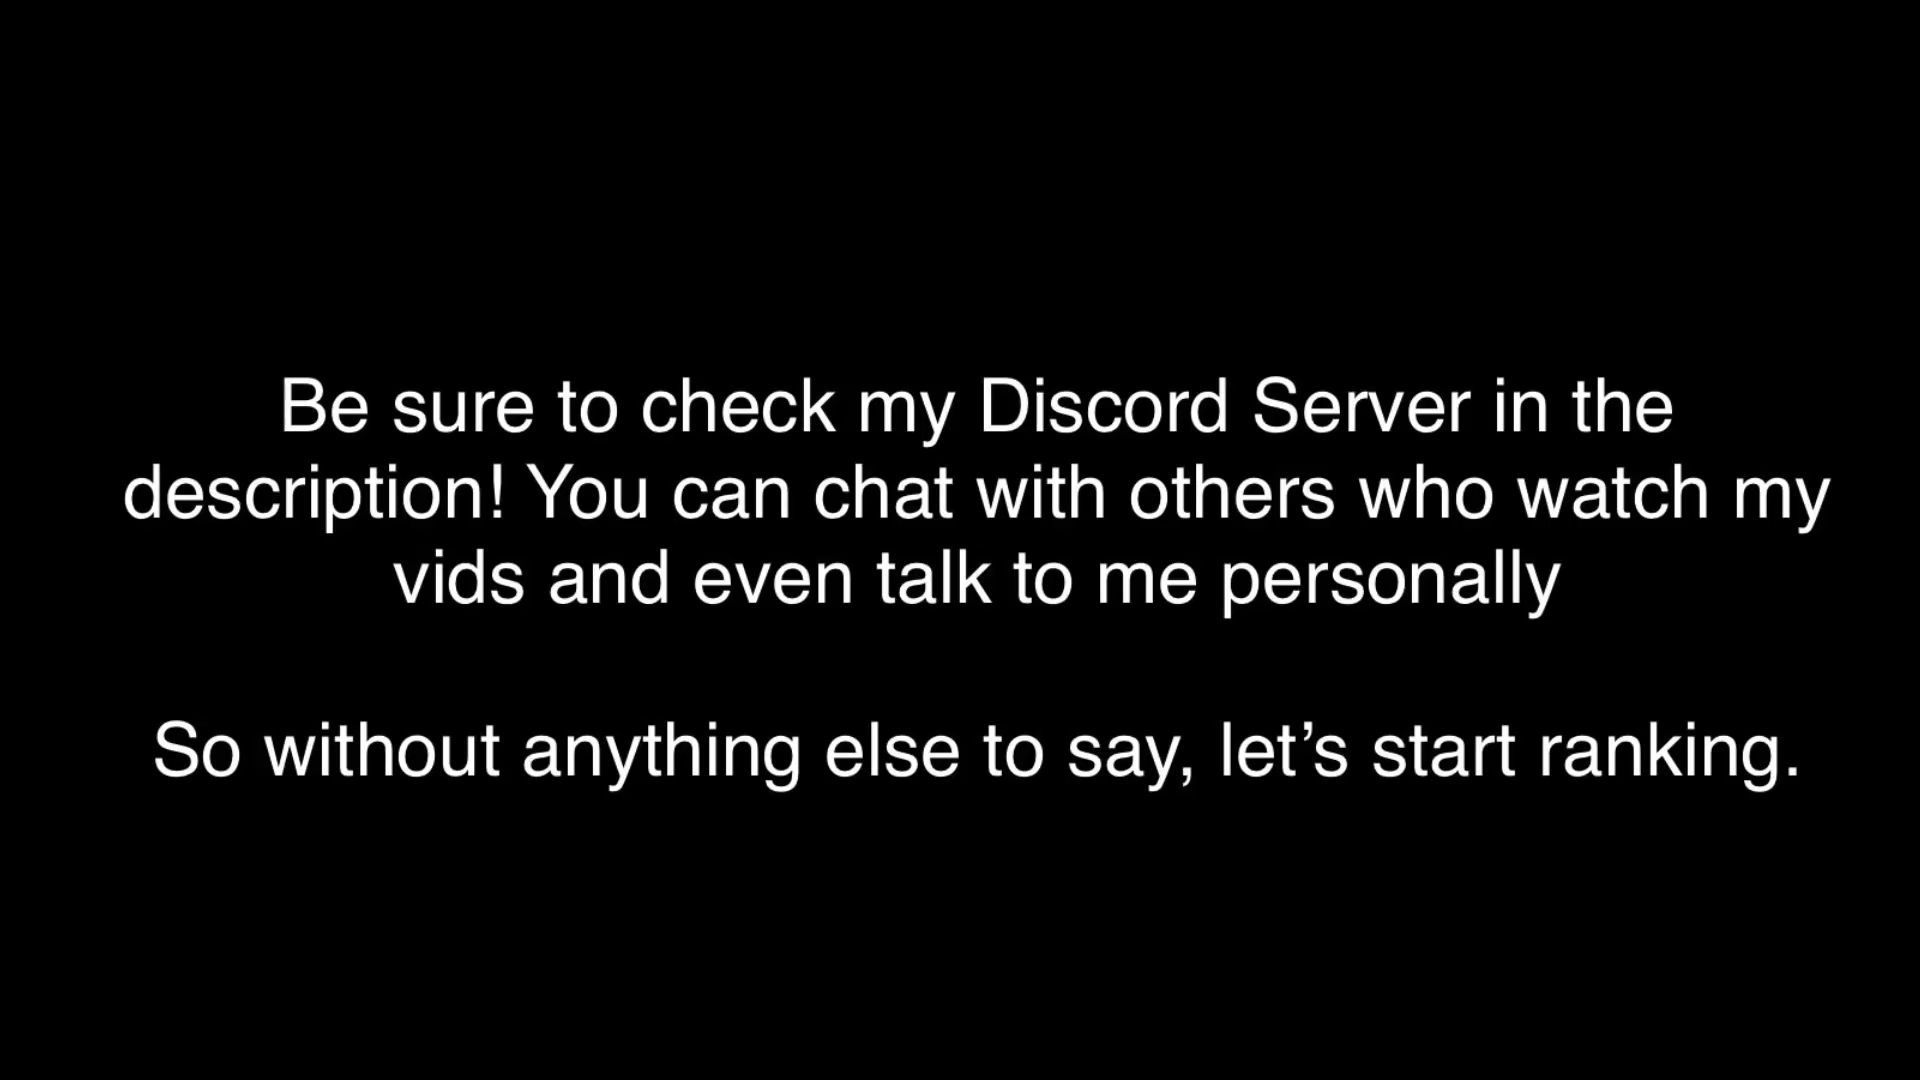 Be sure to check my Discord Server in the
description! You can chat with others who watch my
vids and even talk to me personally
So without anything else to say, let’s start ranking.